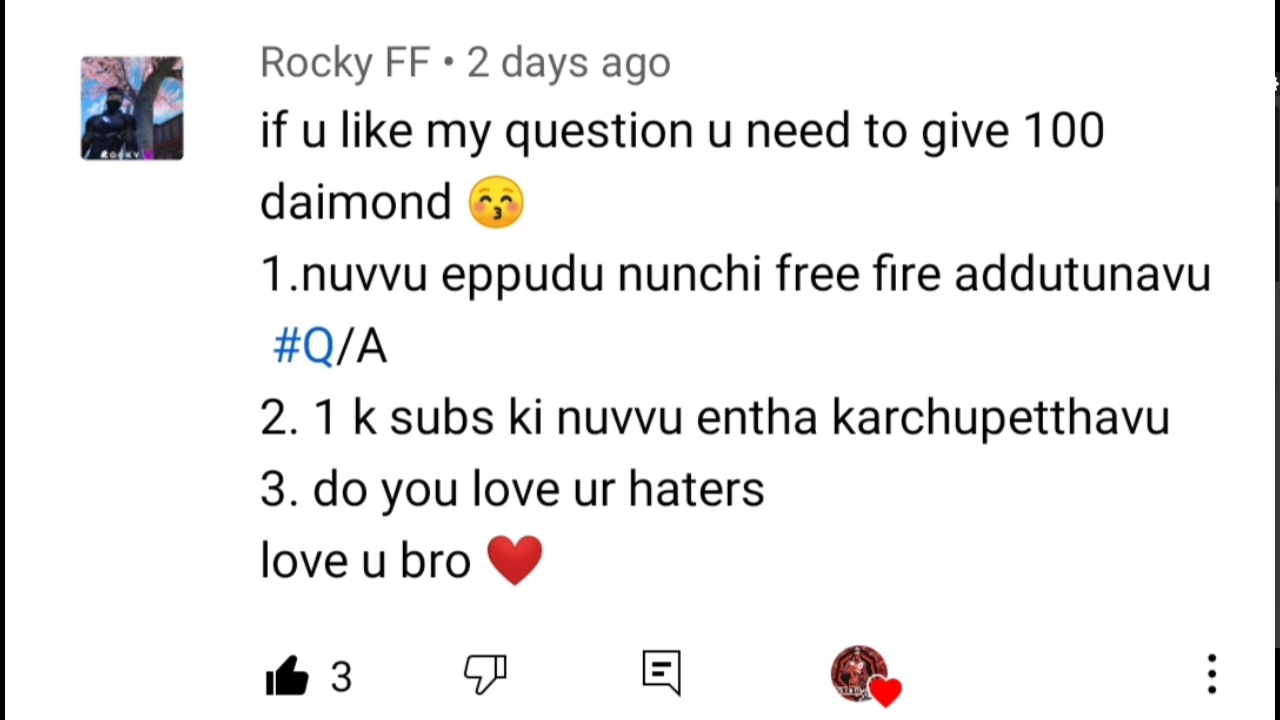 Rocky FF • 2 days ago
if u like my question u need to give 100
daimond 😚
1.nuvvu eppudu nunchi free fire addutunavu
#Q/A
2. 1 k subs ki nuvvu entha karchupetthavu
3. do you love ur haters
love u bro ❤️
3
ROCKY